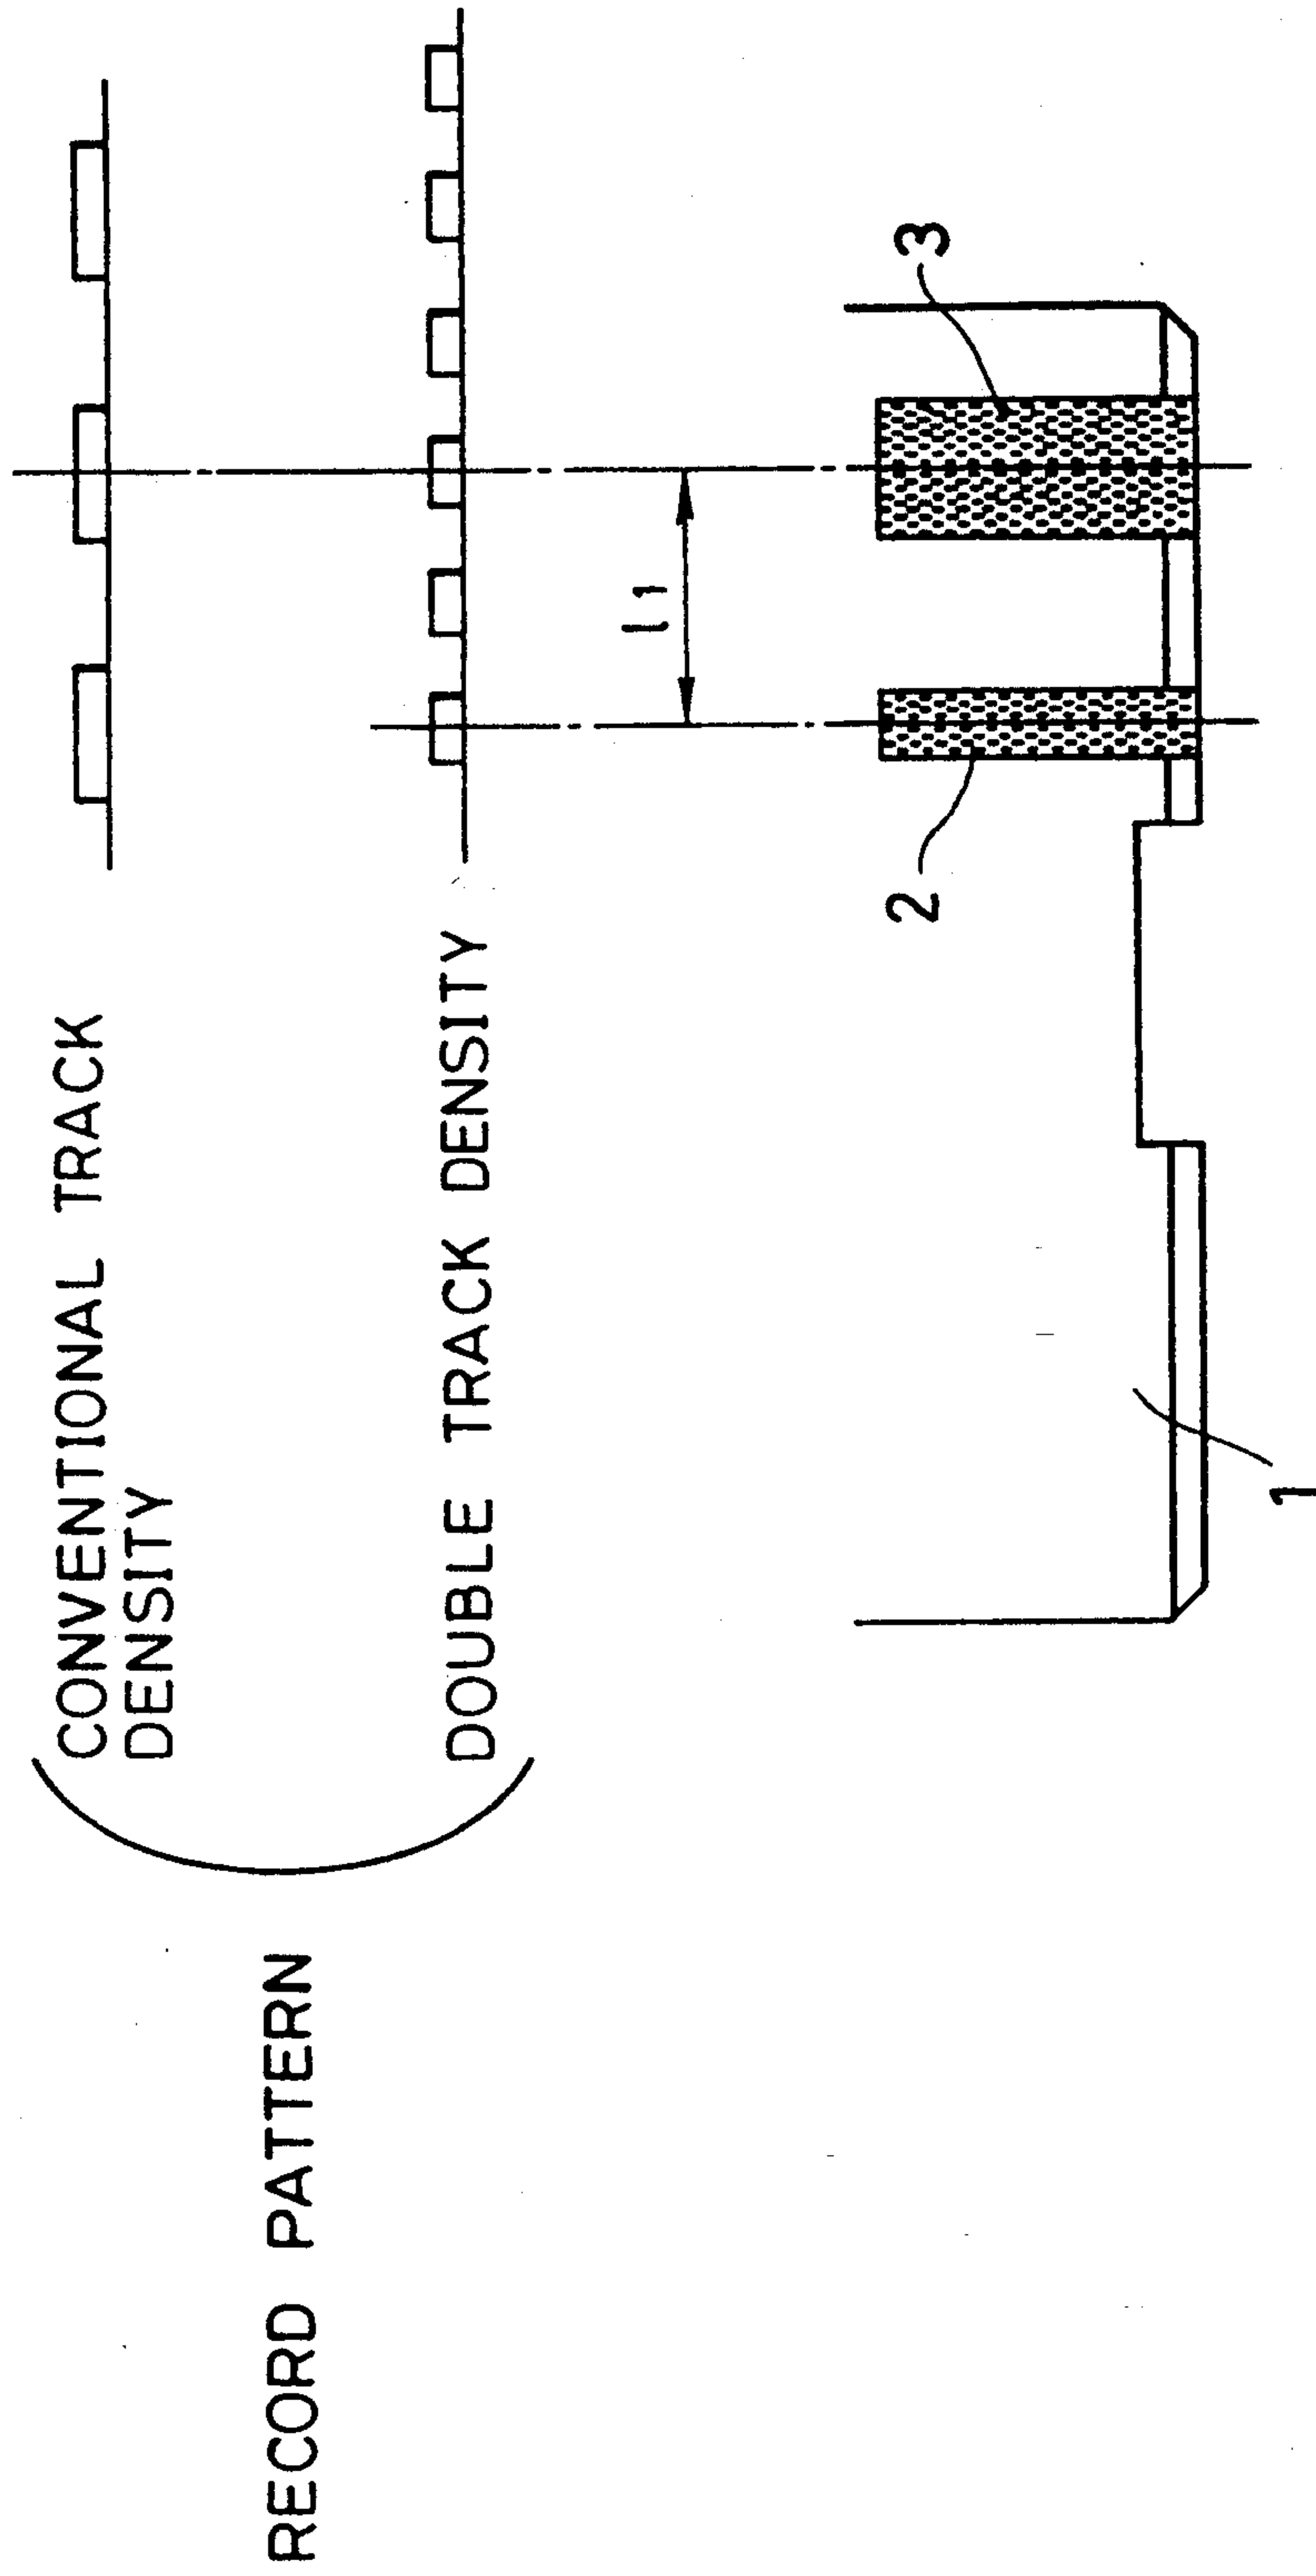 RECORD PATTERN
CONVENTIONAL TRACK
DENSITY
DOUBLE TRACK DENSITY
l1
2
3
1